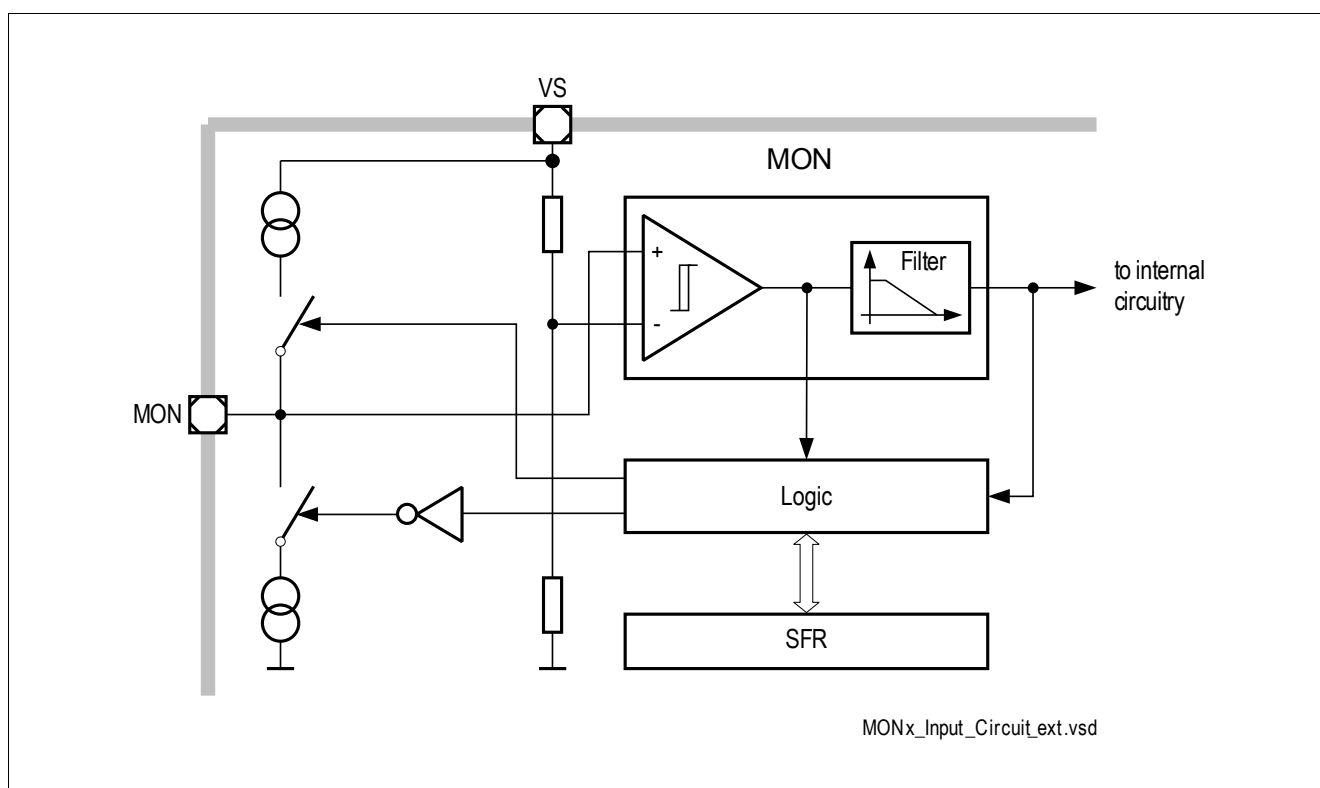 VS
MON
+
Filter
-
to internal
circuitry
MON
Logic
SFR
MONx_Input_Circuit_ext.vsd